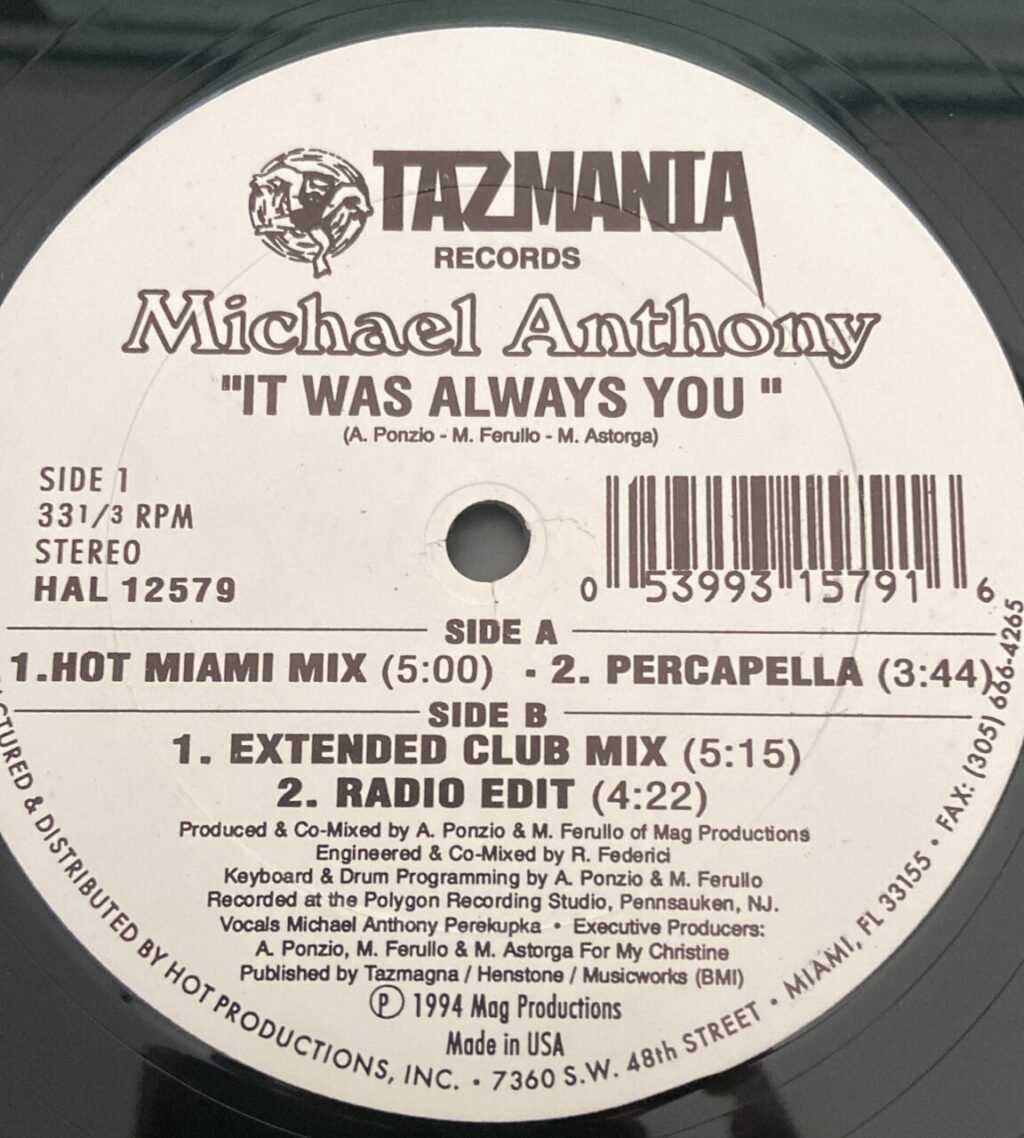 TAZMANIA
RECORDS
Michael Anthony
"IT WAS ALWAYS YOU "
(A. Ponzio - M. Ferullo - M. Astorga)
SIDE 1
33 1/3 RPM
STEREO
HAL 12579
0 53993 15791 6
SIDE A
1.HOT MIAMI MIX (5:00) · 2. PERCAPELLA (3:44)
SIDE B
1. EXTENDED CLUB MIX (5:15)
2. RADIO EDIT (4:22)
Produced & Co-Mixed by A. Ponzio & M. Ferullo of Mag Productions
Engineered & Co-Mixed by R. Federici
Keyboard & Drum Programming by A. Ponzio & M. Ferullo
Recorded at the Polygon Recording Studio, Pennsauken, NJ.
Vocals Michael Anthony Perekupka • Executive Producers:
A. Ponzio, M. Ferullo & M. Astorga For My Christine
Published by Tazmagna / Henstone / Musicworks (BMI)
Ⓟ 1994 Mag Productions
Made in USA
CTURED & DISTRIBUTED BY HOT PRODUCTIONS, INC. • 7360 S.W. 48th STREET • MIAMI, FL 33155 • FAX: (305) 666-4265